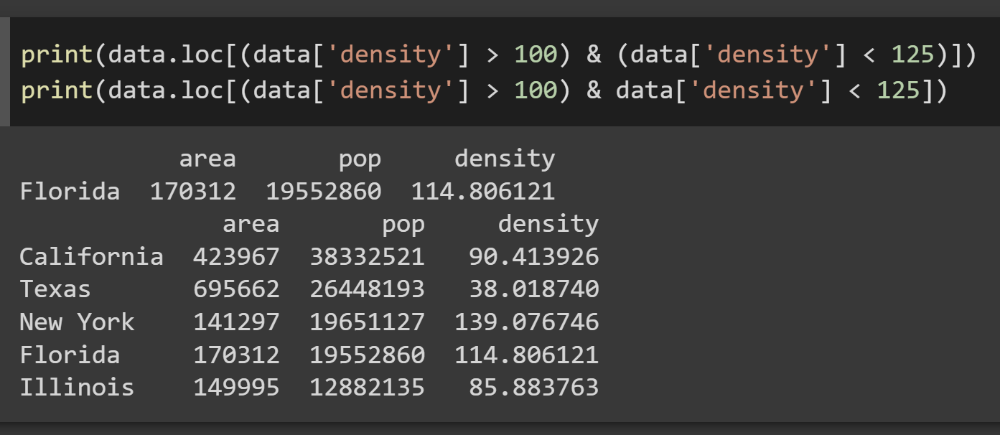 print(data.loc[(data['density'] > 100) & (data['density'] < 125)])
print(data.loc[(data['density'] > 100) & data['density'] < 125])
area pop density
Florida 170312 19552860 114.806121
area pop density
California 423967 38332521 90.413926
Texas 695662 26448193 38.018740
New York 141297 19651127 139.076746
Florida 170312 19552860 114.806121
Illinois 149995 12882135 85.883763